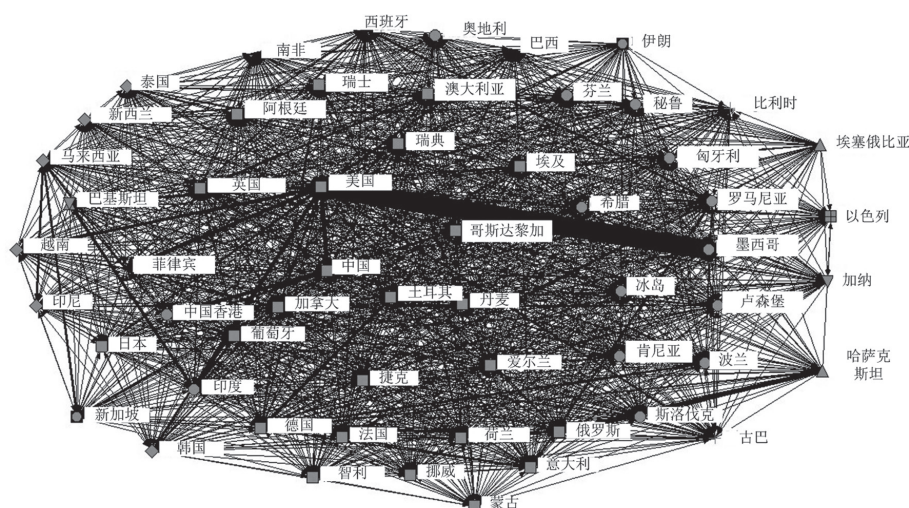 西班牙
奥地利
伊朗
巴西
南非
泰国
瑞士
澳大利亚
芬兰
秘鲁
比利时
阿根廷
新西兰
瑞典
埃及
匈牙利
埃塞俄比亚
马来西亚
英国
美国
巴基斯坦
希腊
罗马尼亚
以色列
哥斯达黎加
墨西哥
越南
菲律宾
中国
加纳
印尼
中国香港
加拿大
土耳其
丹麦
冰岛
卢森堡
日本
葡萄牙
爱尔兰
肯尼亚
波兰
哈萨克
斯坦
印度
捷克
新加坡
德国
法国
荷兰
俄罗斯
斯洛伐克
古巴
韩国
智利
挪威
意大利
蒙古